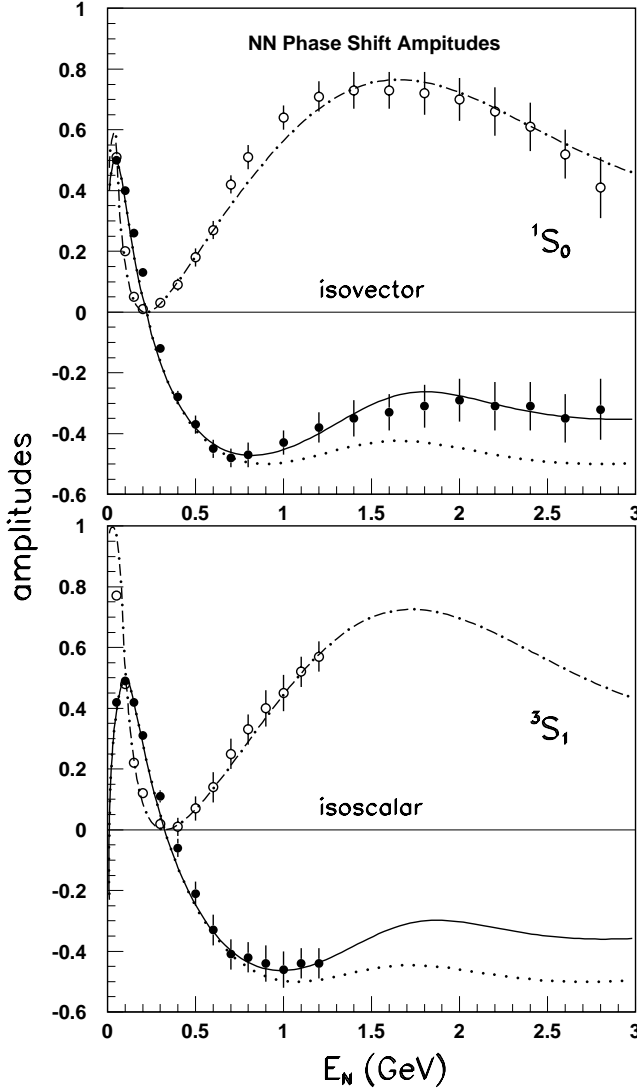 NN Phase Shift Ampitudes
1
0.8
0.6
0.4
0.2
0
-0.2
-0.4
-0.6
¹S₀
isovector
0 0.5 1 1.5 2 2.5 3
amplitudes
1
0.8
0.6
0.4
0.2
0
-0.2
-0.4
-0.6
³S₁
isoscalar
0 0.5 1 1.5 2 2.5 3
E_N (GeV)